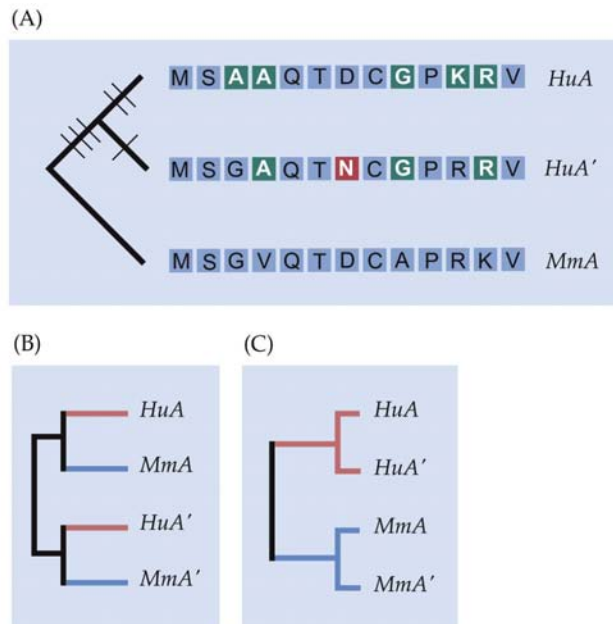 (A)
M S A A Q T D C G P K R V HuA
M S G A Q T N C G P R R V HuA′
M S G V Q T D C A P R K V MmA
(B)
HuA
MmA
HuA′
MmA′
(C)
HuA
HuA′
MmA
MmA′